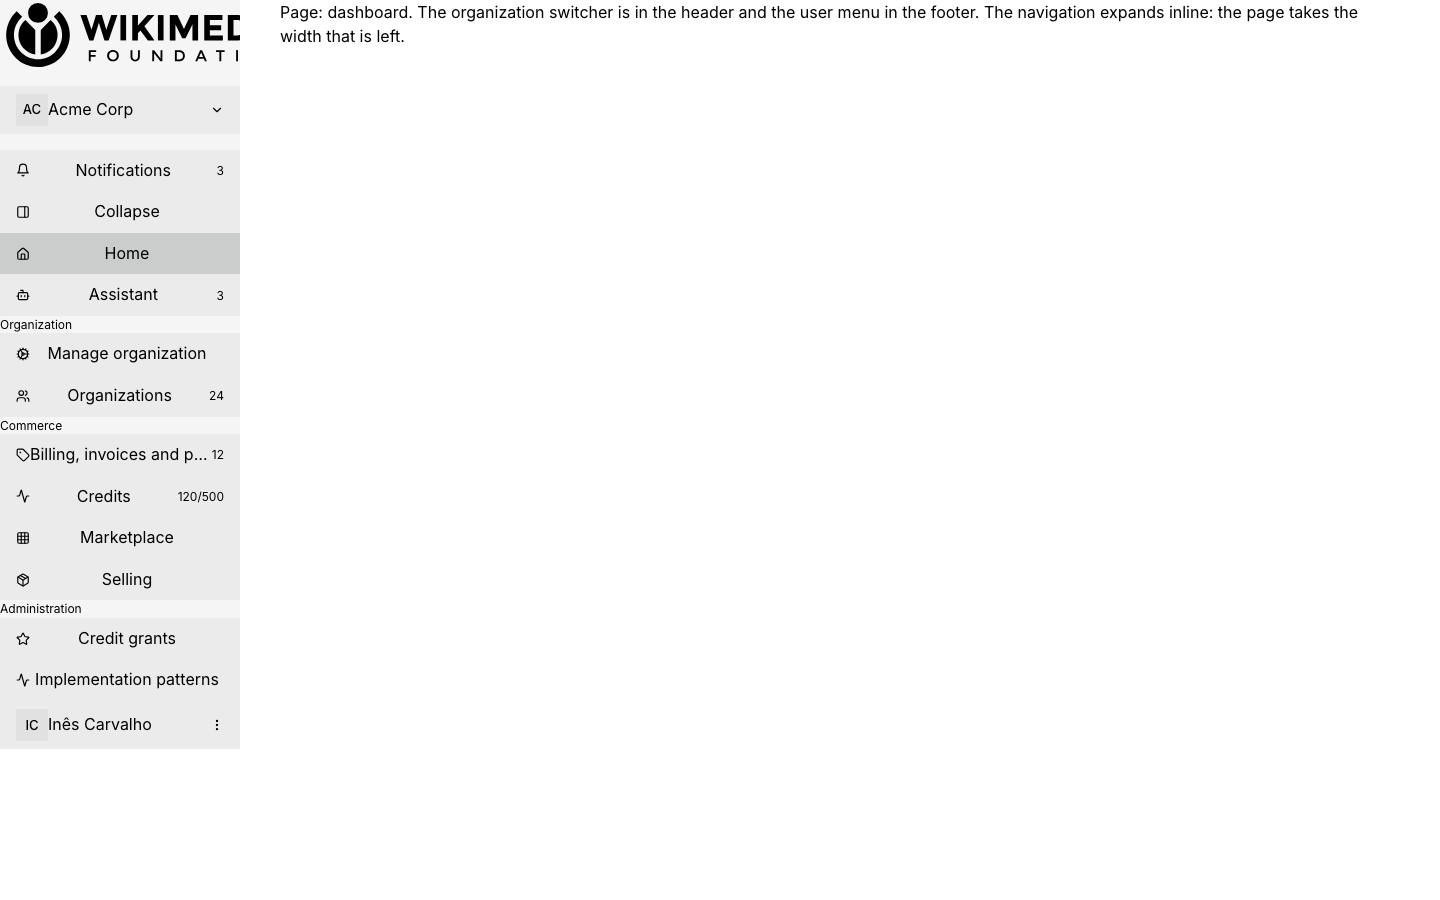 WIKIMED
FOUNDATI
Page: dashboard. The organization switcher is in the header and the user menu in the footer. The navigation expands inline: the page takes the
width that is left.
AC Acme Corp
Notifications 3
Collapse
Home
Assistant 3
Organization
Manage organization
Organizations 24
Commerce
Billing, invoices and p… 12
Credits 120/500
Marketplace
Selling
Administration
Credit grants
Implementation patterns
IC Inês Carvalho